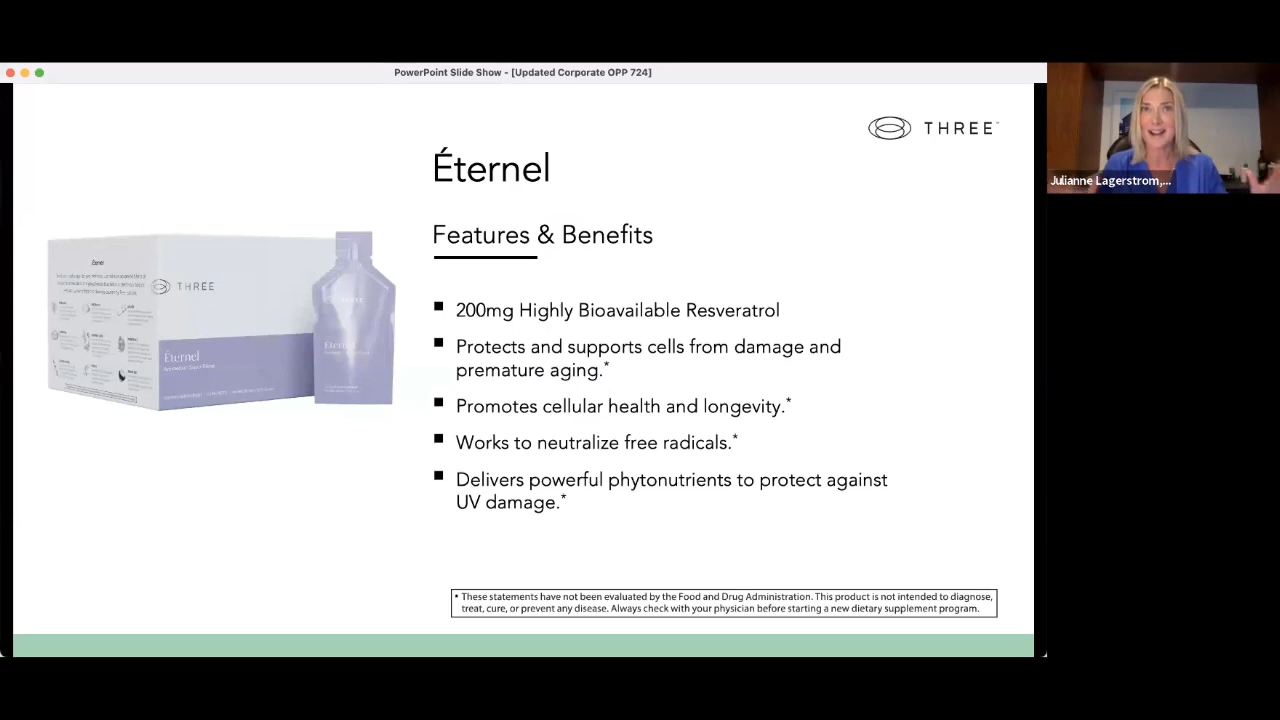 PowerPoint Slide Show - [Updated Corporate OPP 724]
THREE™
Éternel
Features & Benefits
▪ 200mg Highly Bioavailable Resveratrol
▪ Protects and supports cells from damage and
premature aging.*
▪ Promotes cellular health and longevity.*
▪ Works to neutralize free radicals.*
▪ Delivers powerful phytonutrients to protect against
UV damage.*
* These statements have not been evaluated by the Food and Drug Administration. This product is not intended to diagnose,
treat, cure, or prevent any disease. Always check with your physician before starting a new dietary supplement program.
Éternel
THREE
Éternel
THREE
Éternel
Julianne Lagerstrom,...